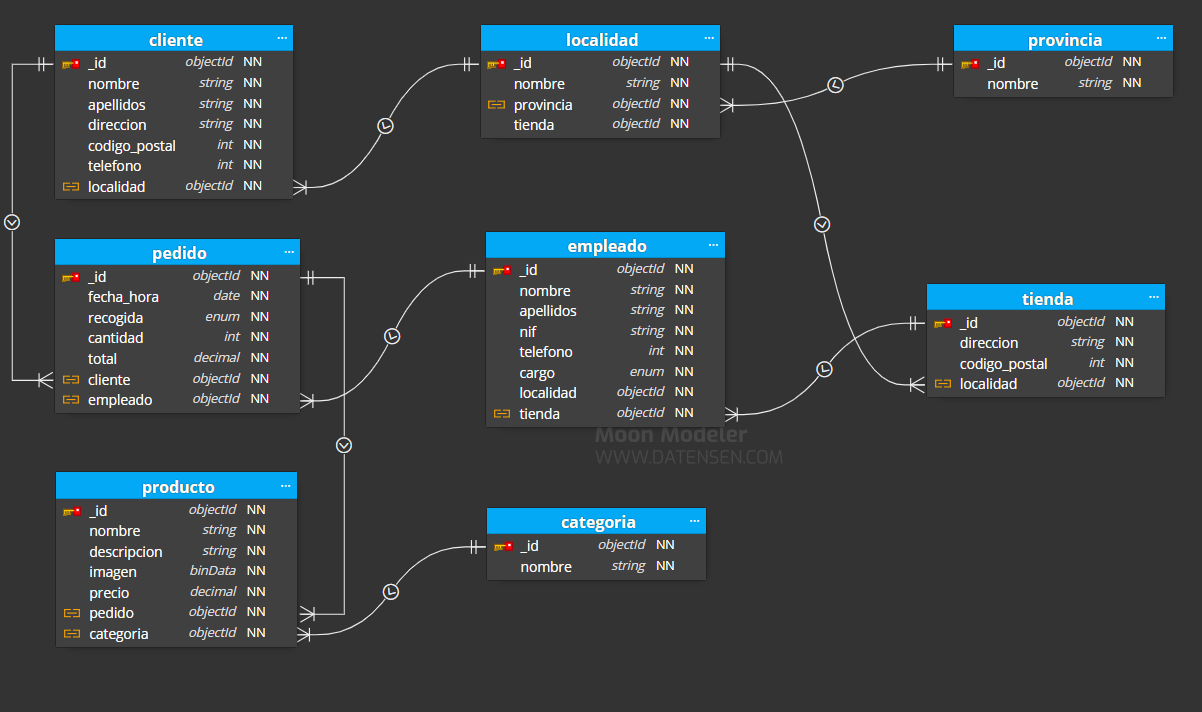 cliente ...
_id objectId NN
nombre string NN
apellidos string NN
direccion string NN
codigo_postal int NN
telefono int NN
localidad objectId NN
localidad ...
_id objectId NN
nombre string NN
provincia objectId NN
tienda objectId NN
provincia ...
_id objectId NN
nombre string NN
pedido ...
_id objectId NN
fecha_hora date NN
recogida enum NN
cantidad int NN
total decimal NN
cliente objectId NN
empleado objectId NN
empleado ...
_id objectId NN
nombre string NN
apellidos string NN
nif string NN
telefono int NN
cargo enum NN
localidad objectId NN
tienda objectId NN
tienda ...
_id objectId NN
direccion string NN
codigo_postal int NN
localidad objectId NN
Moon Modeler
WWW.DATENSEN.COM
producto ...
_id objectId NN
nombre string NN
descripcion string NN
imagen binData NN
precio decimal NN
pedido objectId NN
categoria objectId NN
categoria ...
_id objectId NN
nombre string NN